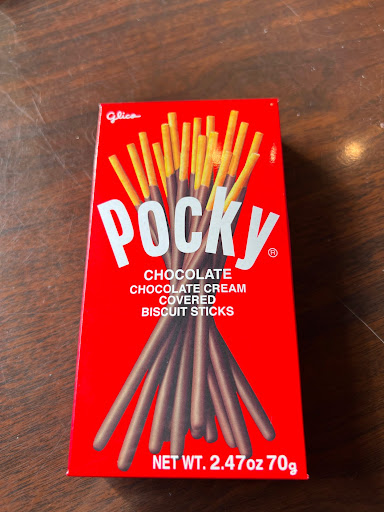 Glico
Pocky
®
CHOCOLATE
CHOCOLATE CREAM
COVERED
BISCUIT STICKS
NET WT. 2.47oz 70g